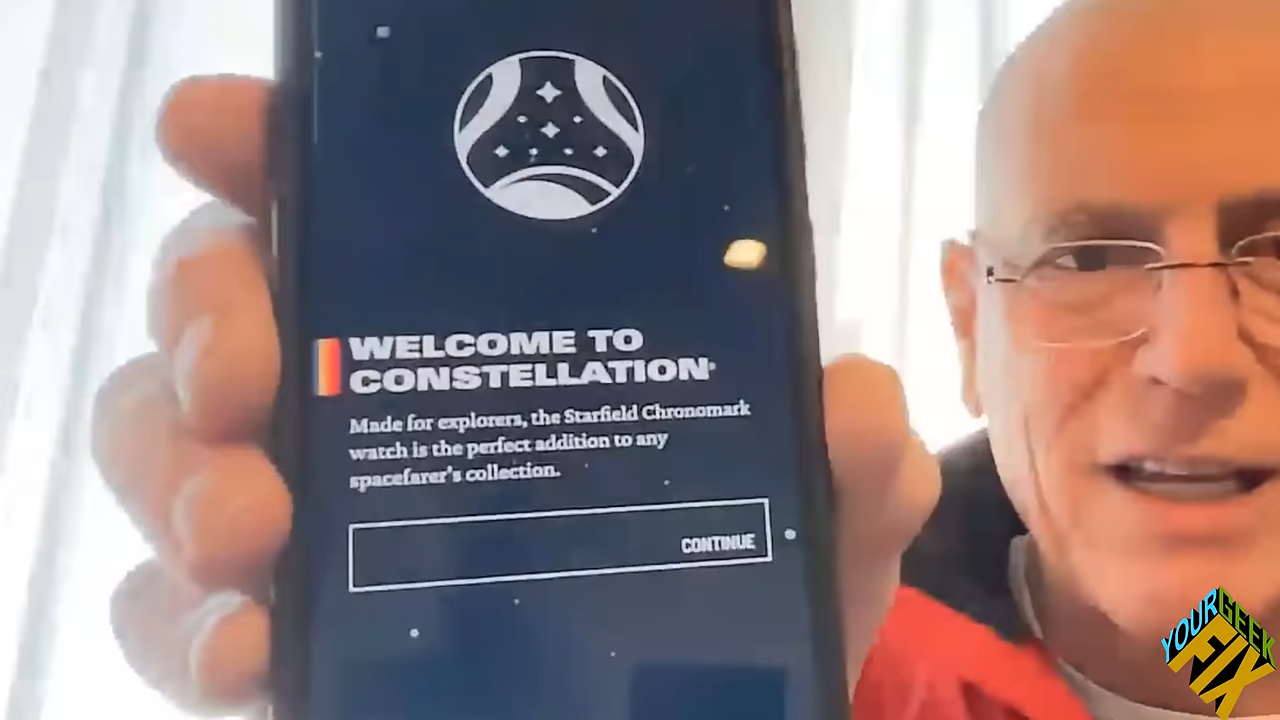 WELCOME TO
CONSTELLATION
Made for explorers, the Starfield Chronomark
watch is the perfect addition to any
spacefarer's collection.
CONTINUE
YOUR GEEK
FIX